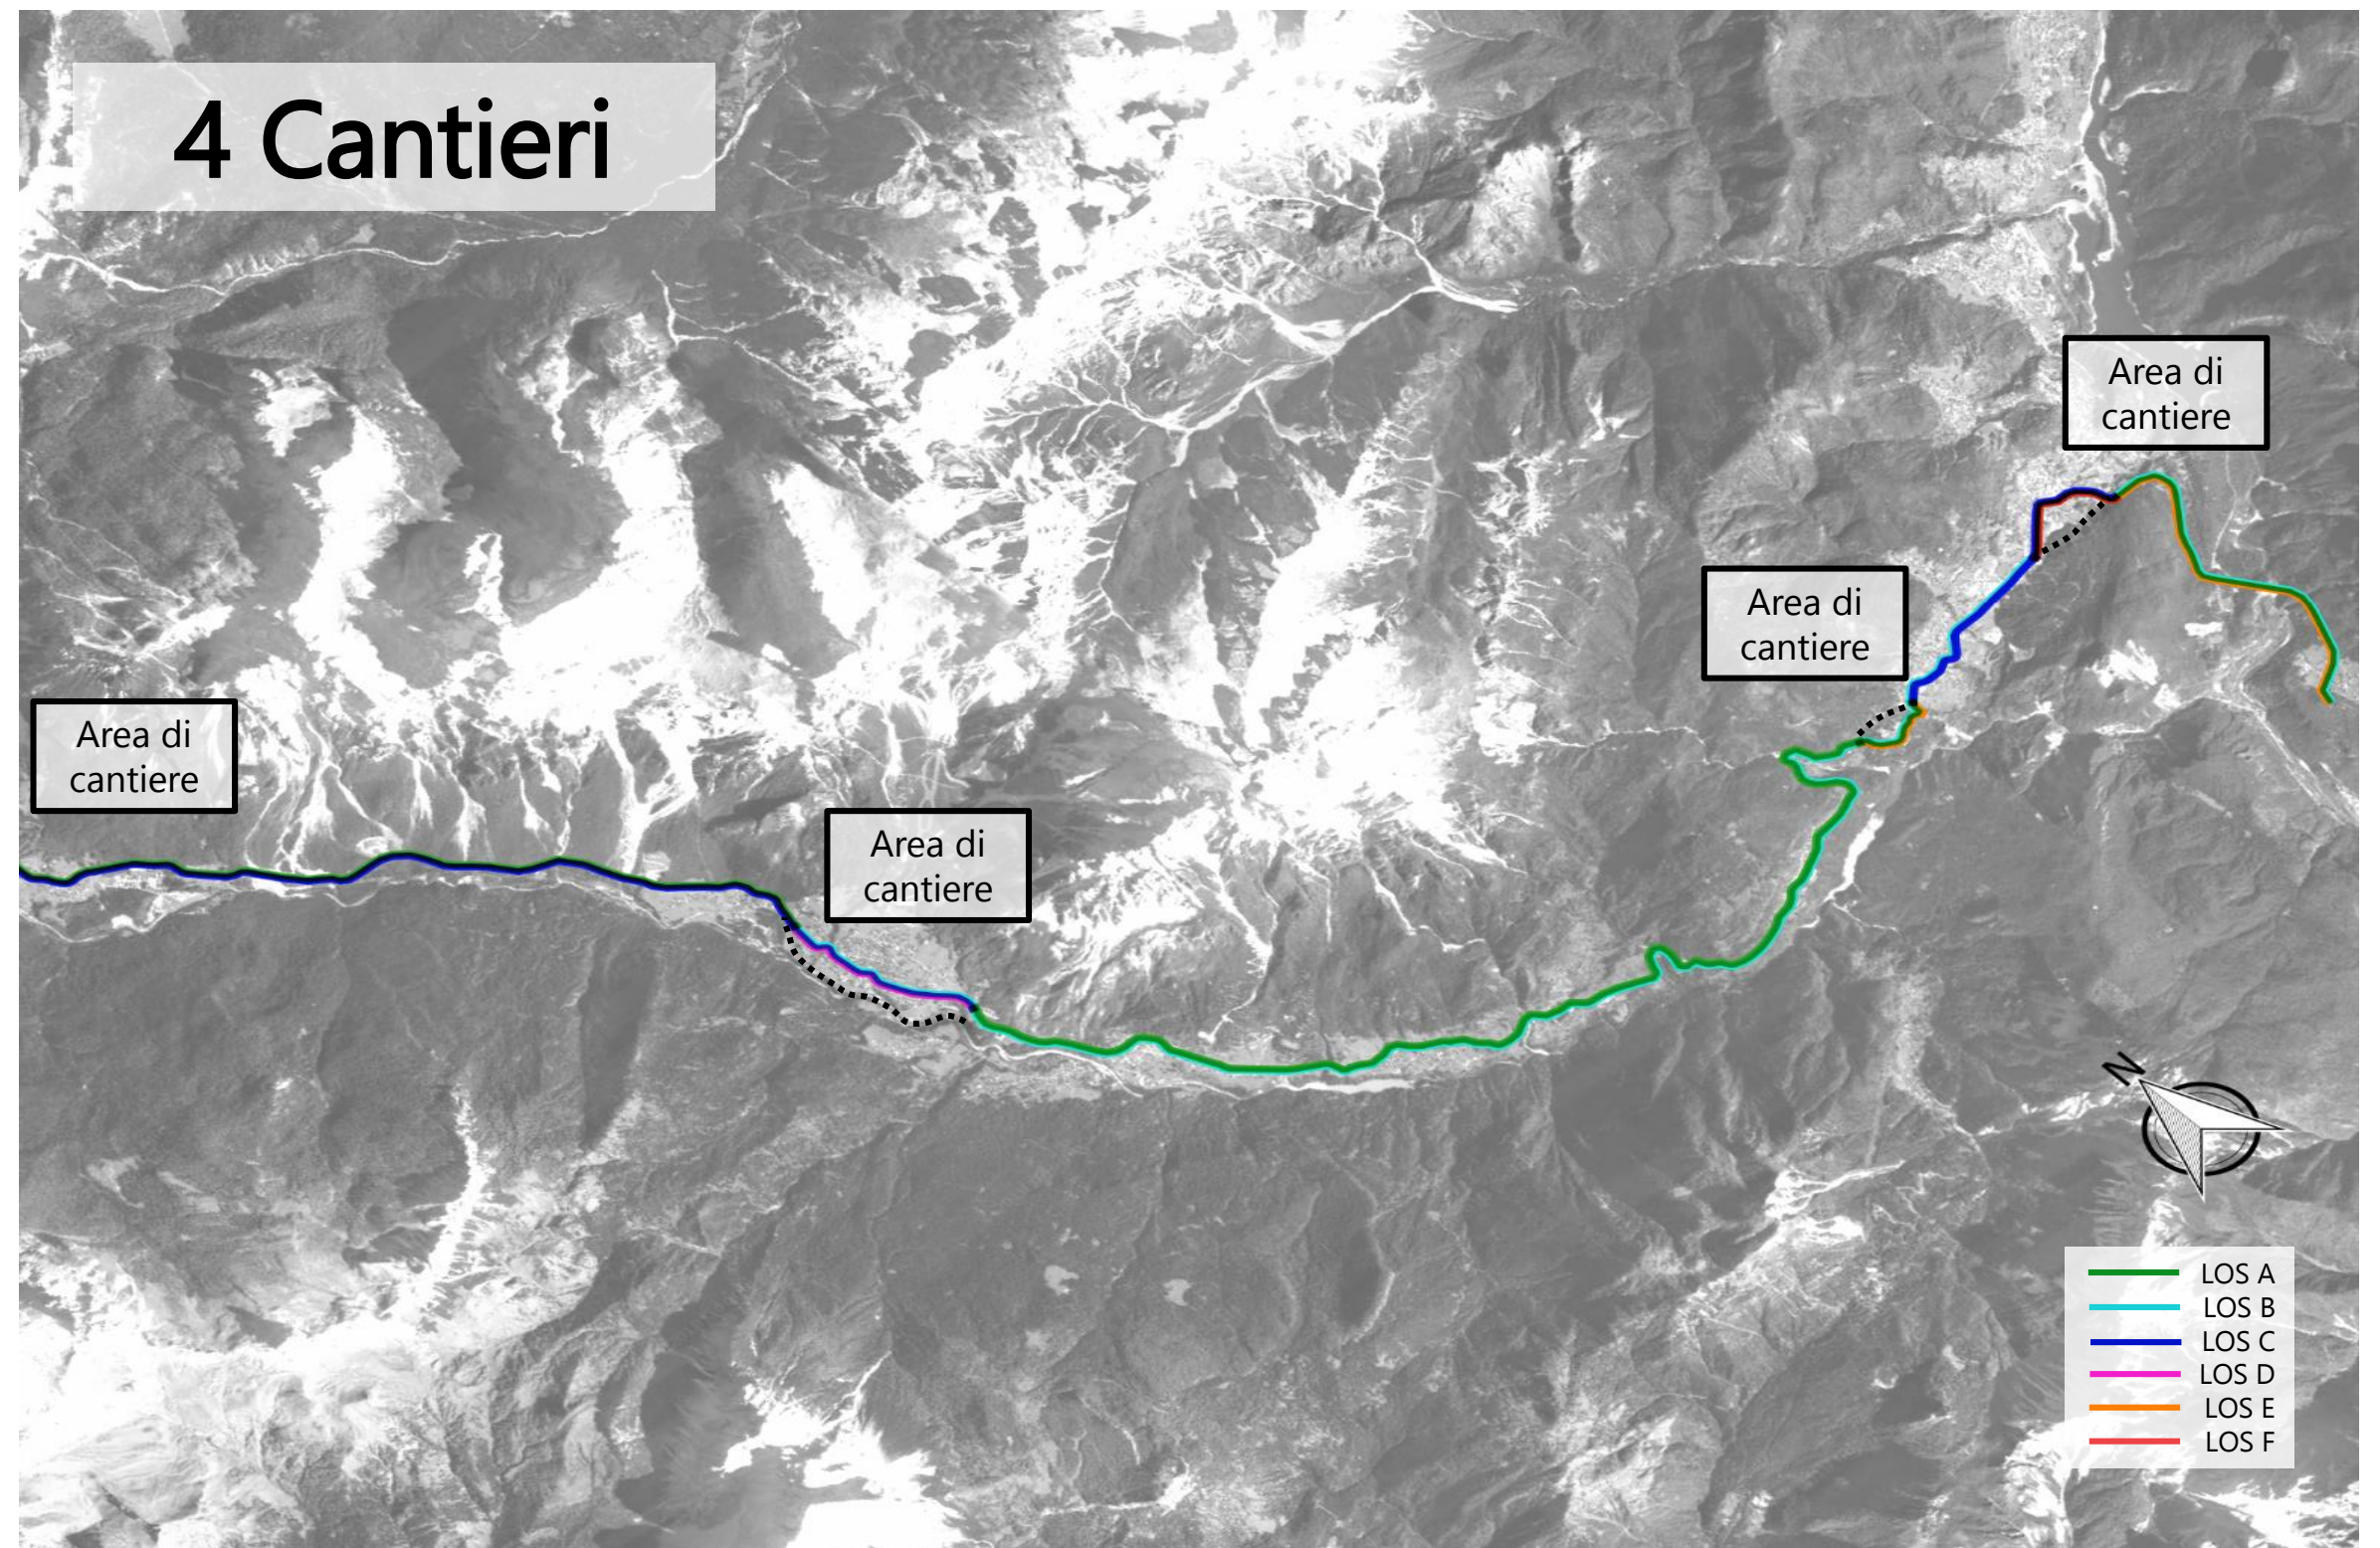 4 Cantieri
Area di
cantiere
Area di
cantiere
Area di
cantiere
Area di
cantiere
N
LOS A
LOS B
LOS C
LOS D
LOS E
LOS F